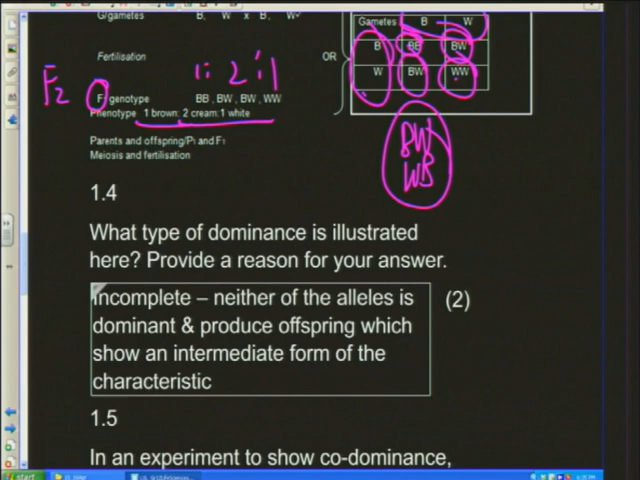 G/gametes B, W x B, W
Gametes B W
Fertilisation
OR
B BB BW
W BW WW
1: 2 :1
F2
F genotype BB , BW , BW , WW
Phenotype 1 brown: 2 cream:1 white
Parents and offspring/P1 and F1
Meiosis and fertilisation
BW
WB
1.4
What type of dominance is illustrated
here? Provide a reason for your answer.
Incomplete – neither of the alleles is
dominant & produce offspring which
show an intermediate form of the
characteristic
(2)
1.5
In an experiment to show co-dominance,
start